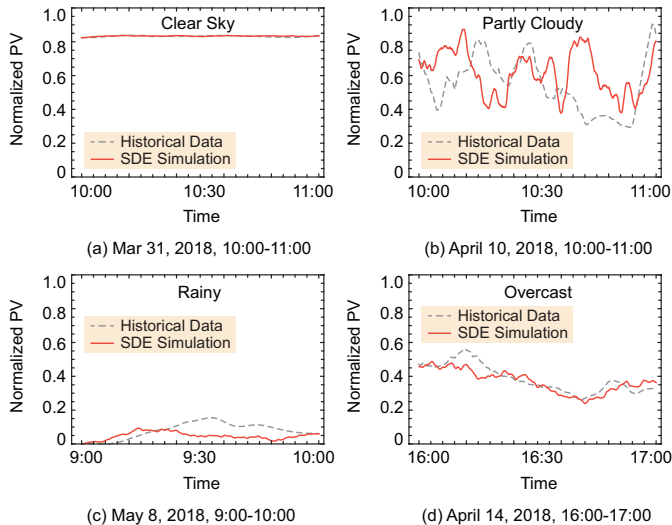 Clear Sky
Normalized PV
1.0
0.8
0.6
0.4
0.2
0
Historical Data
SDE Simulation
10:00
10:30
11:00
Time
(a) Mar 31, 2018, 10:00-11:00
Partly Cloudy
Normalized PV
1.0
0.8
0.6
0.4
0.2
0
Historical Data
SDE Simulation
10:00
10:30
11:00
Time
(b) April 10, 2018, 10:00-11:00
Rainy
Normalized PV
1.0
0.8
0.6
0.4
0.2
0
Historical Data
SDE Simulation
9:00
9:30
10:00
Time
(c) May 8, 2018, 9:00-10:00
Overcast
Normalized PV
1.0
0.8
0.6
0.4
0.2
0
Historical Data
SDE Simulation
16:00
16:30
17:00
Time
(d) April 14, 2018, 16:00-17:00